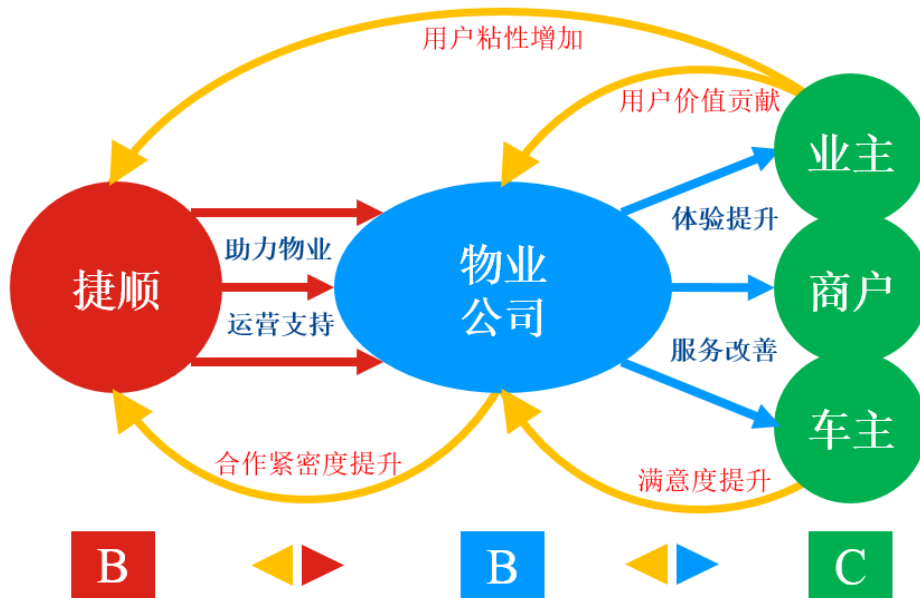 用户粘性增加
用户价值贡献
业主
体验提升
助力物业
捷顺
物业
公司
商户
运营支持
服务改善
车主
合作紧密度提升
满意度提升
B
B
C